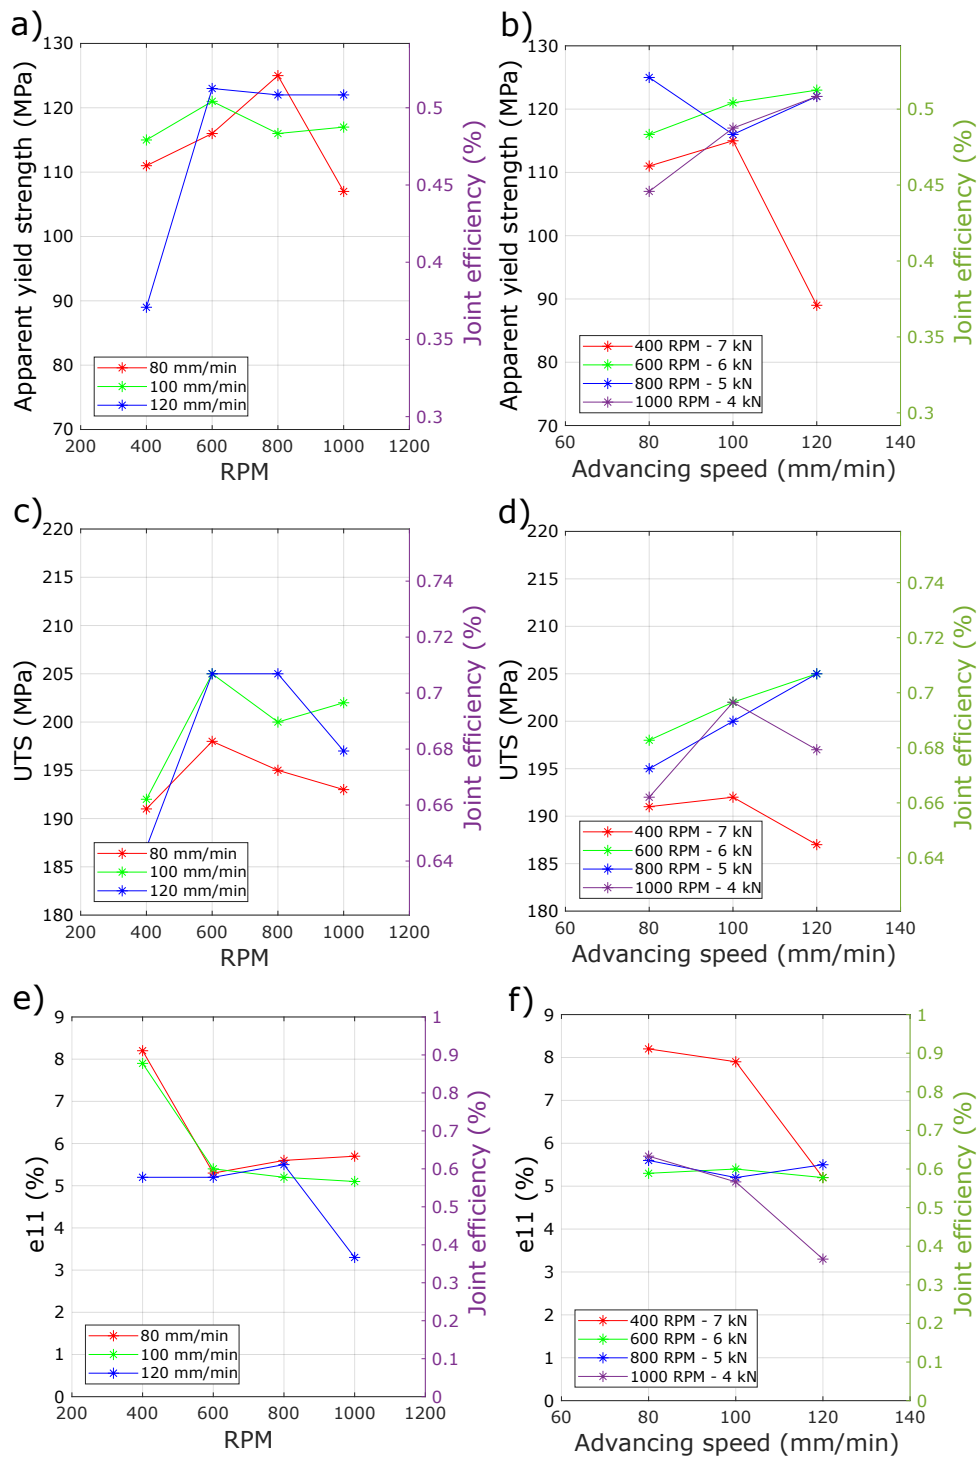 a)
130
120
110
100
90
80
70
200
400
600
800
1000
1200
Apparent yield strength (MPa)
RPM
0.5
0.45
0.4
0.35
0.3
Joint efficiency (%)
80 mm/min
100 mm/min
120 mm/min
b)
130
120
110
100
90
80
70
60
80
100
120
140
Apparent yield strength (MPa)
Advancing speed (mm/min)
0.5
0.45
0.4
0.35
0.3
Joint efficiency (%)
400 RPM - 7 kN
600 RPM - 6 kN
800 RPM - 5 kN
1000 RPM - 4 kN
c)
220
215
210
205
200
195
190
185
180
200
400
600
800
1000
1200
UTS (MPa)
RPM
0.74
0.72
0.7
0.68
0.66
0.64
Joint efficiency (%)
80 mm/min
100 mm/min
120 mm/min
d)
220
215
210
205
200
195
190
185
180
60
80
100
120
140
UTS (MPa)
Advancing speed (mm/min)
0.74
0.72
0.7
0.68
0.66
0.64
Joint efficiency (%)
400 RPM - 7 kN
600 RPM - 6 kN
800 RPM - 5 kN
1000 RPM - 4 kN
e)
9
8
7
6
5
4
3
2
1
0
200
400
600
800
1000
1200
e11 (%)
RPM
1
0.9
0.8
0.7
0.6
0.5
0.4
0.3
0.2
0.1
0
Joint efficiency (%)
80 mm/min
100 mm/min
120 mm/min
f)
9
8
7
6
5
4
3
2
1
0
60
80
100
120
140
e11 (%)
Advancing speed (mm/min)
1
0.9
0.8
0.7
0.6
0.5
0.4
0.3
0.2
0.1
0
Joint efficiency (%)
400 RPM - 7 kN
600 RPM - 6 kN
800 RPM - 5 kN
1000 RPM - 4 kN